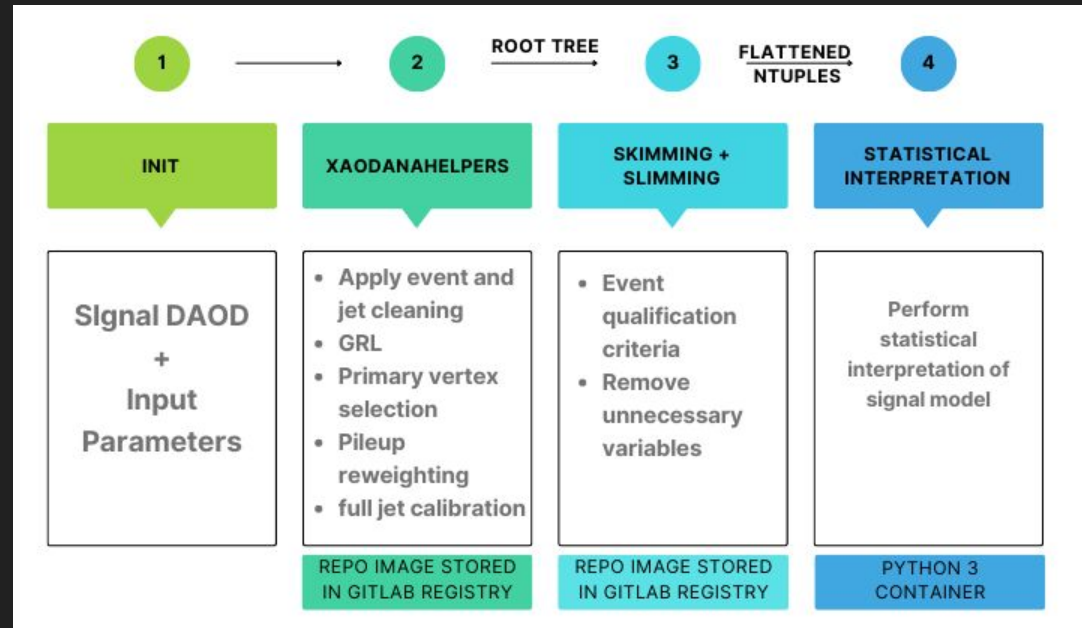 1
2
ROOT TREE
3
FLATTENED
NTUPLES
4
INIT
XAODANAHELPERS
SKIMMING +
SLIMMING
STATISTICAL
INTERPRETATION
SIgnal DAOD
+
Input
Parameters
• Apply event and
jet cleaning
• GRL
• Primary vertex
selection
• Pileup
reweighting
• full jet calibration
• Event
qualification
criteria
• Remove
unnecessary
variables
Perform
statistical
interpretation of
signal model
REPO IMAGE STORED
IN GITLAB REGISTRY
REPO IMAGE STORED
IN GITLAB REGISTRY
PYTHON 3
CONTAINER